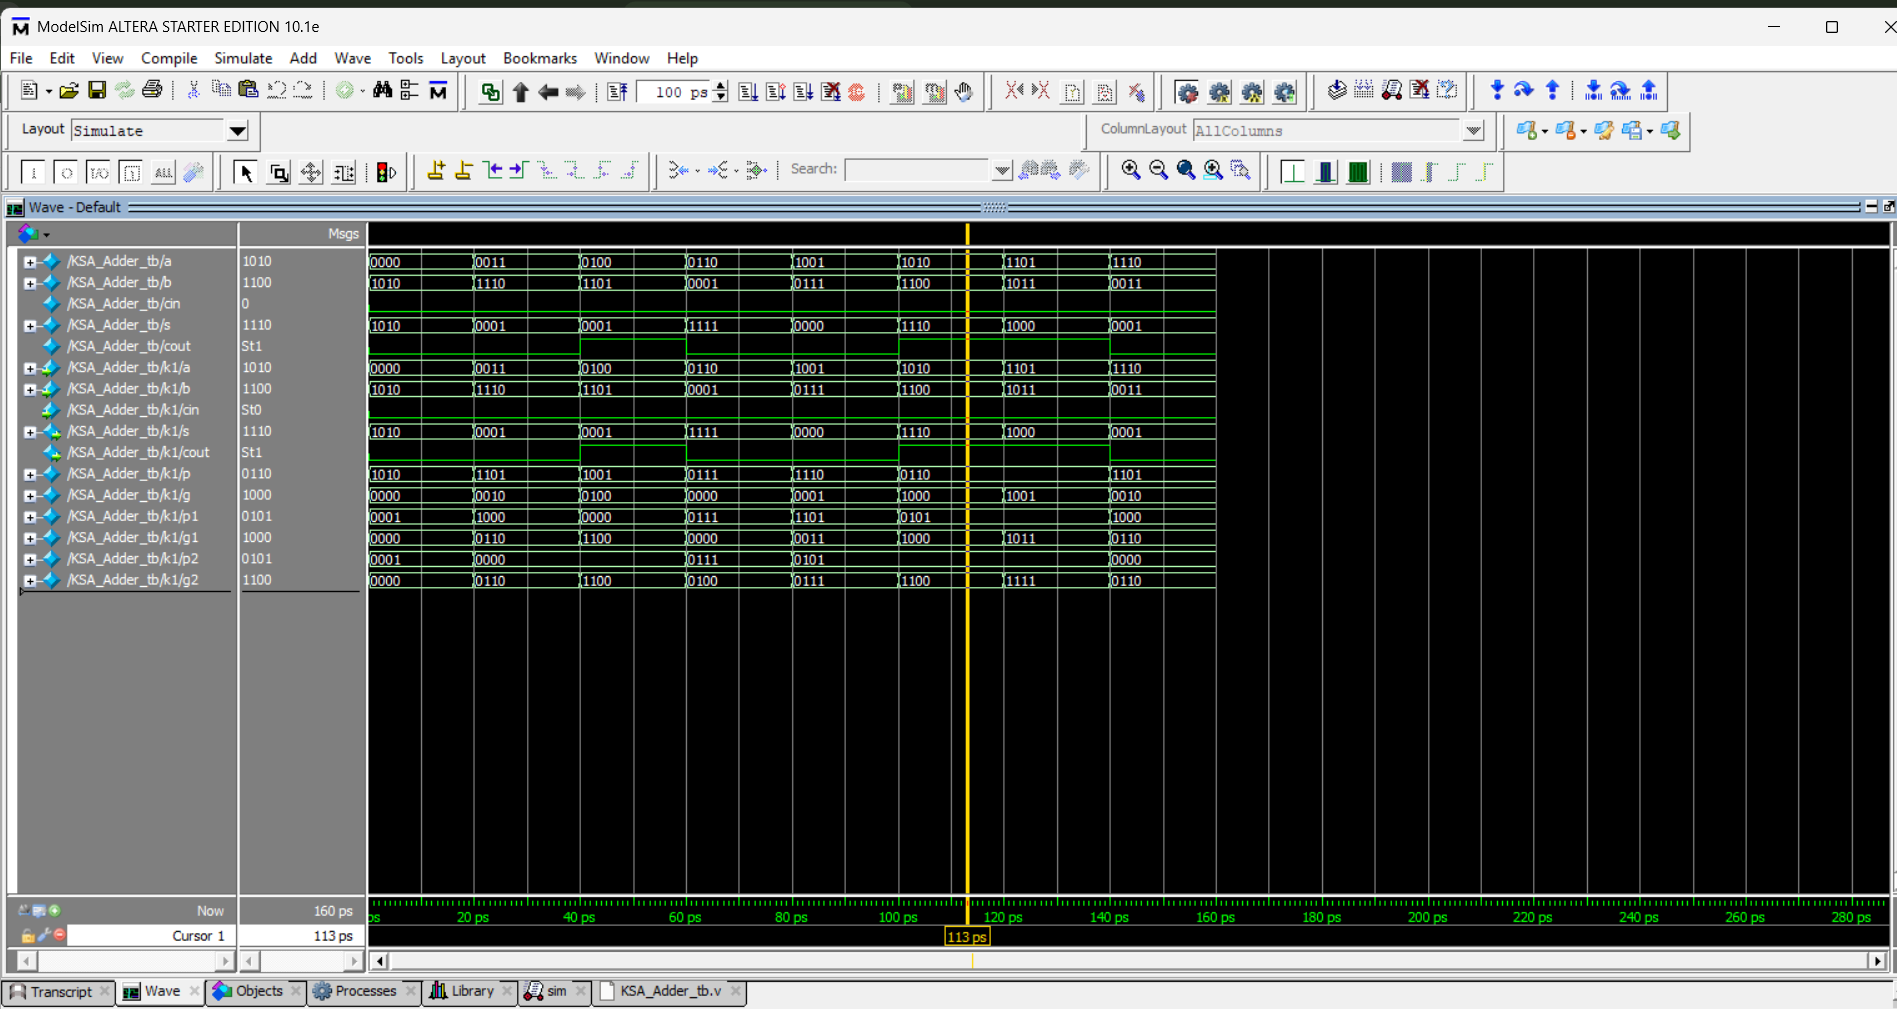 ModelSim ALTERA STARTER EDITION 10.1e
File Edit View Compile Simulate Add Wave Tools Layout Bookmarks Window Help
100 ps
Layout Simulate ColumnLayout AllColumns
ALL Search:
Wave - Default
Msgs
/KSA_Adder_tb/a 1010 0000 0011 0100 0110 1001 1010 1101 1110
/KSA_Adder_tb/b 1100 1010 1110 1101 0001 0111 1100 1011 0011
/KSA_Adder_tb/cin 0
/KSA_Adder_tb/s 1110 1010 0001 0001 1111 0000 1110 1000 0001
/KSA_Adder_tb/cout St1
/KSA_Adder_tb/k1/a 1010 0000 0011 0100 0110 1001 1010 1101 1110
/KSA_Adder_tb/k1/b 1100 1010 1110 1101 0001 0111 1100 1011 0011
/KSA_Adder_tb/k1/cin St0
/KSA_Adder_tb/k1/s 1110 1010 0001 0001 1111 0000 1110 1000 0001
/KSA_Adder_tb/k1/cout St1
/KSA_Adder_tb/k1/p 0110 1010 1101 1001 0111 1110 0110 1101
/KSA_Adder_tb/k1/g 1000 0000 0010 0100 0000 0001 1000 1001 0010
/KSA_Adder_tb/k1/p1 0101 0001 1000 0000 0111 1101 0101 1000
/KSA_Adder_tb/k1/g1 1000 0000 0110 1100 0000 0011 1000 1011 0110
/KSA_Adder_tb/k1/p2 0101 0001 0000 0111 0101 0000
/KSA_Adder_tb/k1/g2 1100 0000 0110 1100 0100 0111 1100 1111 0110
Now 160 ps ps 20 ps 40 ps 60 ps 80 ps 100 ps 120 ps 140 ps 160 ps 180 ps 200 ps 220 ps 240 ps 260 ps 280 ps
Cursor 1 113 ps 113 ps
Transcript Wave Objects Processes Library sim KSA_Adder_tb.v